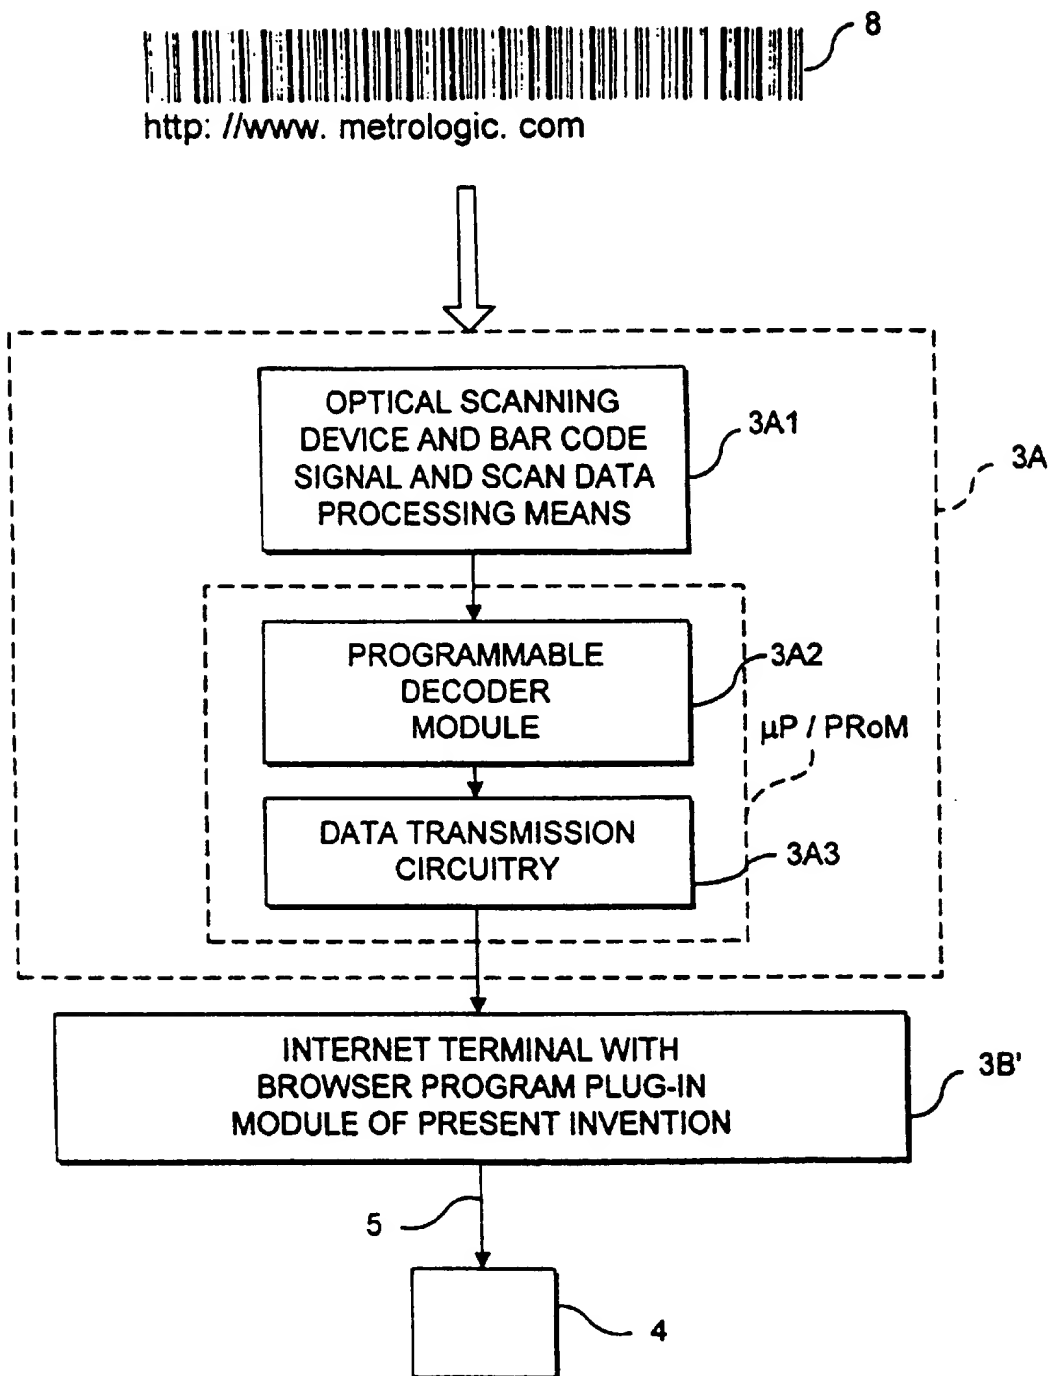 8
http: //www. metrologic. com
OPTICAL SCANNING
DEVICE AND BAR CODE
SIGNAL AND SCAN DATA
PROCESSING MEANS
3A1
3A
PROGRAMMABLE
DECODER
MODULE
3A2
µP / PRoM
DATA TRANSMISSION
CIRCUITRY
3A3
INTERNET TERMINAL WITH
BROWSER PROGRAM PLUG-IN
MODULE OF PRESENT INVENTION
3B'
5
4